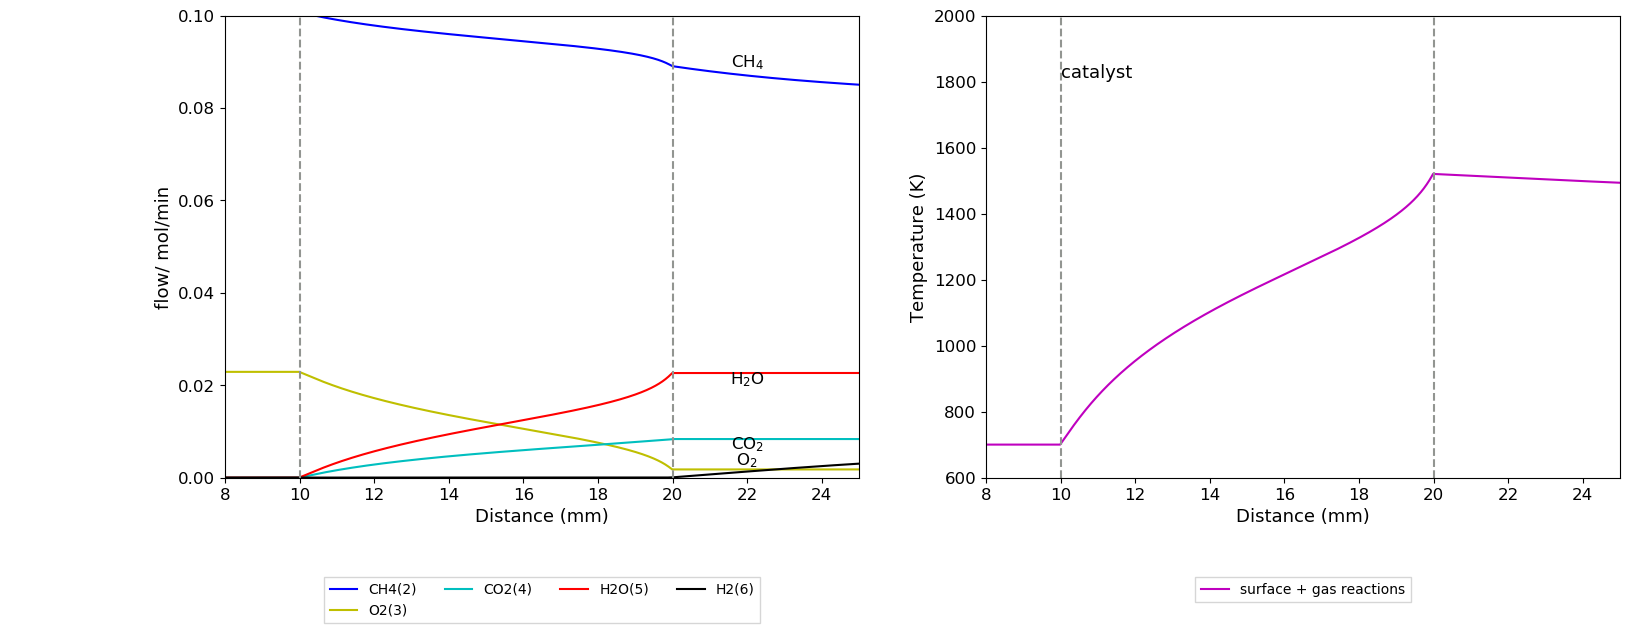 0.10
0.08
0.06
0.04
0.02
0.00
flow/ mol/min
CH₄
H₂O
CO₂
O₂
8 10 12 14 16 18 20 22 24
Distance (mm)
CH4(2) CO2(4) H2O(5) H2(6)
O2(3)
2000
1800
1600
1400
1200
1000
800
600
Temperature (K)
catalyst
8 10 12 14 16 18 20 22 24
Distance (mm)
surface + gas reactions